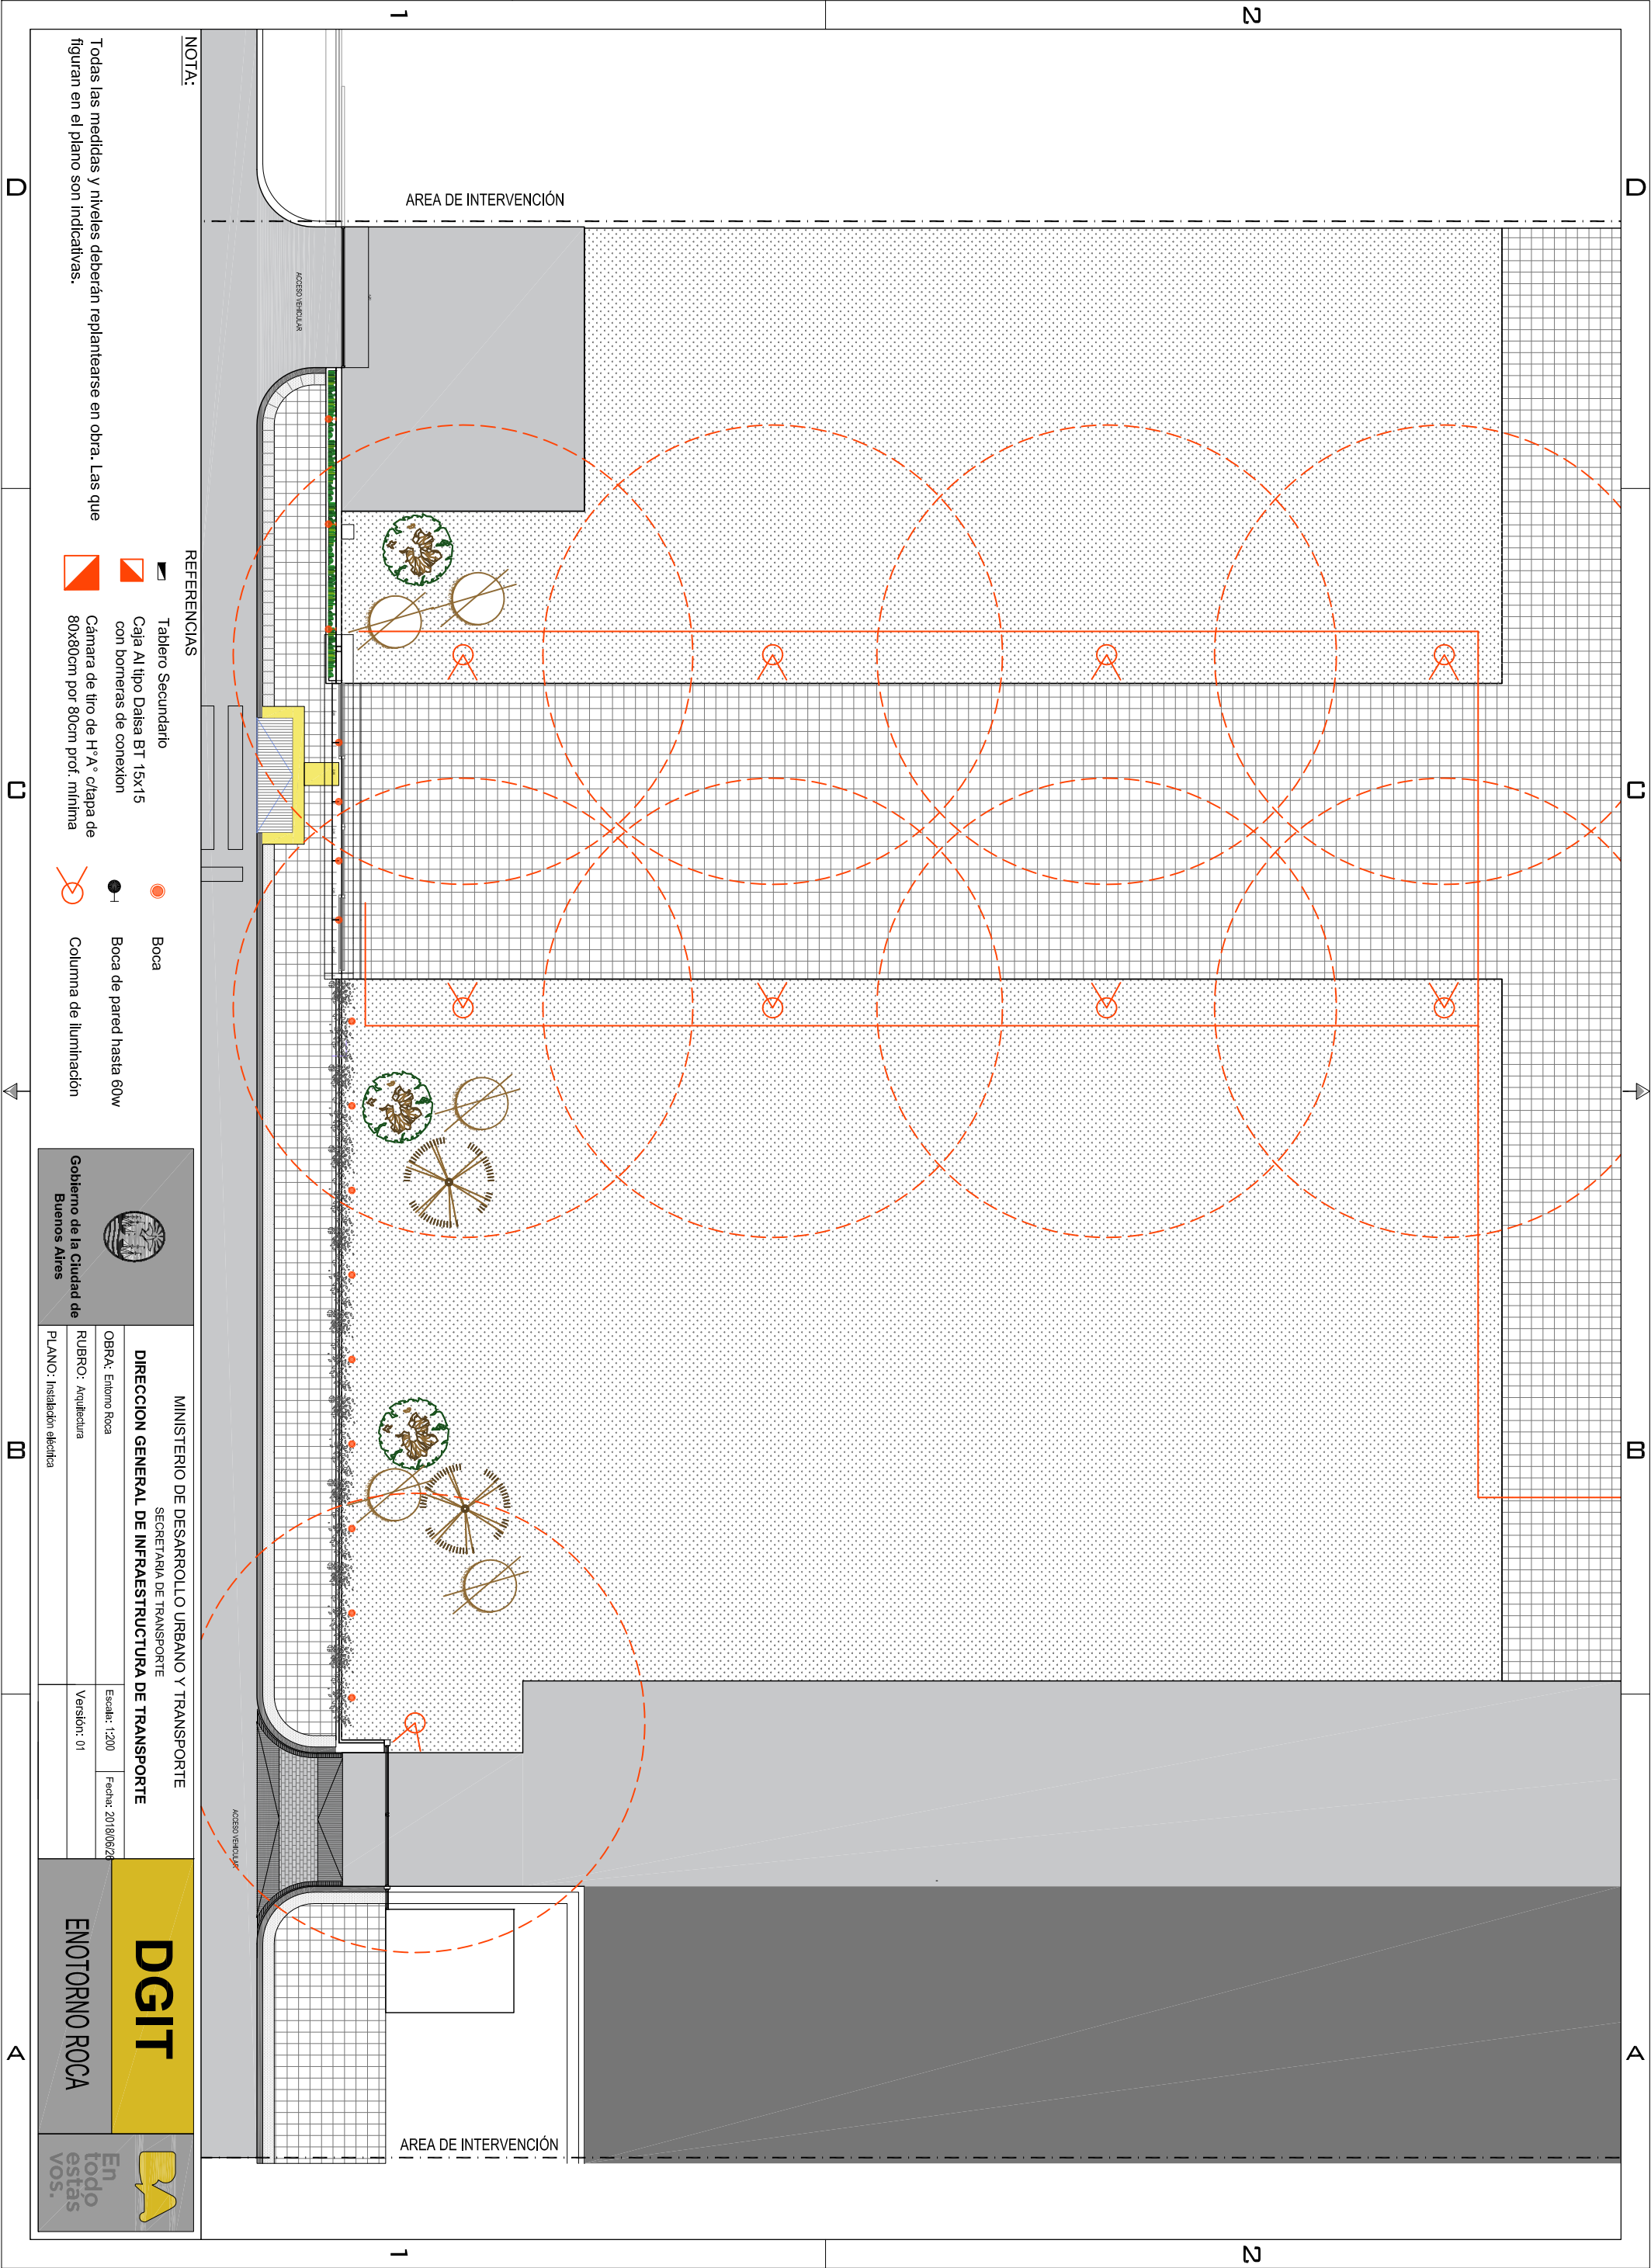 1
2
D
D
C
C
B
B
A
A
1
2
AREA DE INTERVENCIÓN
AREA DE INTERVENCIÓN
ACCESO VEHICULAR
ACCESO VEHICULAR
NOTA:
Todas las medidas y niveles deberán replantearse en obra. Las que
figuran en el plano son indicativas.
REFERENCIAS
Tablero Secundario
Caja Al tipo Daisa BT 15x15
con borneras de conexion
Cámara de tiro de H°A° c/tapa de
80x80cm por 80cm prof. mínima
Boca
Boca de pared hasta 60w
Columna de iluminación
Gobierno de la Ciudad de
Buenos Aires
MINISTERIO DE DESARROLLO URBANO Y TRANSPORTE
SECRETARIA DE TRANSPORTE
DIRECCION GENERAL DE INFRAESTRUCTURA DE TRANSPORTE
OBRA: Entorno Roca
Escala: 1:200
Fecha: 2018/06/26
RUBRO: Arquitectura
Versión: 01
PLANO: Instalación eléctrica
DGIT
ENOTORNO ROCA
BA
En
todo
estás
vos.